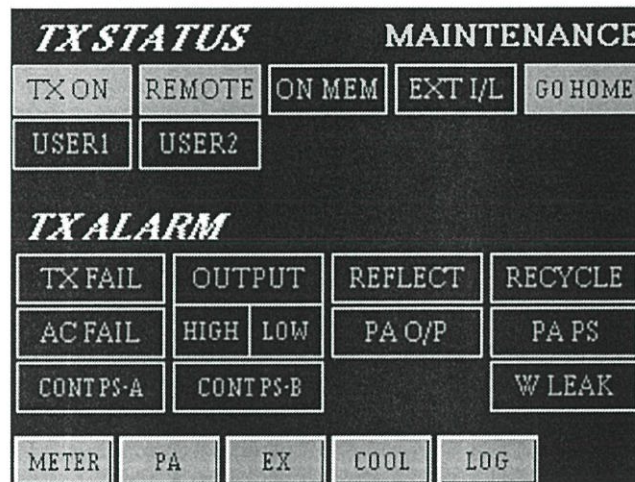 TX STATUS MAINTENANCE
TX ON REMOTE ON MEM EXT I/L GO HOME
USER1 USER2
TX ALARM
TX FAIL OUTPUT REFLECT RECYCLE
AC FAIL HIGH LOW PA O/P PA PS
CONT PS-A CONT PS-B W LEAK
METER PA EX COOL LOG